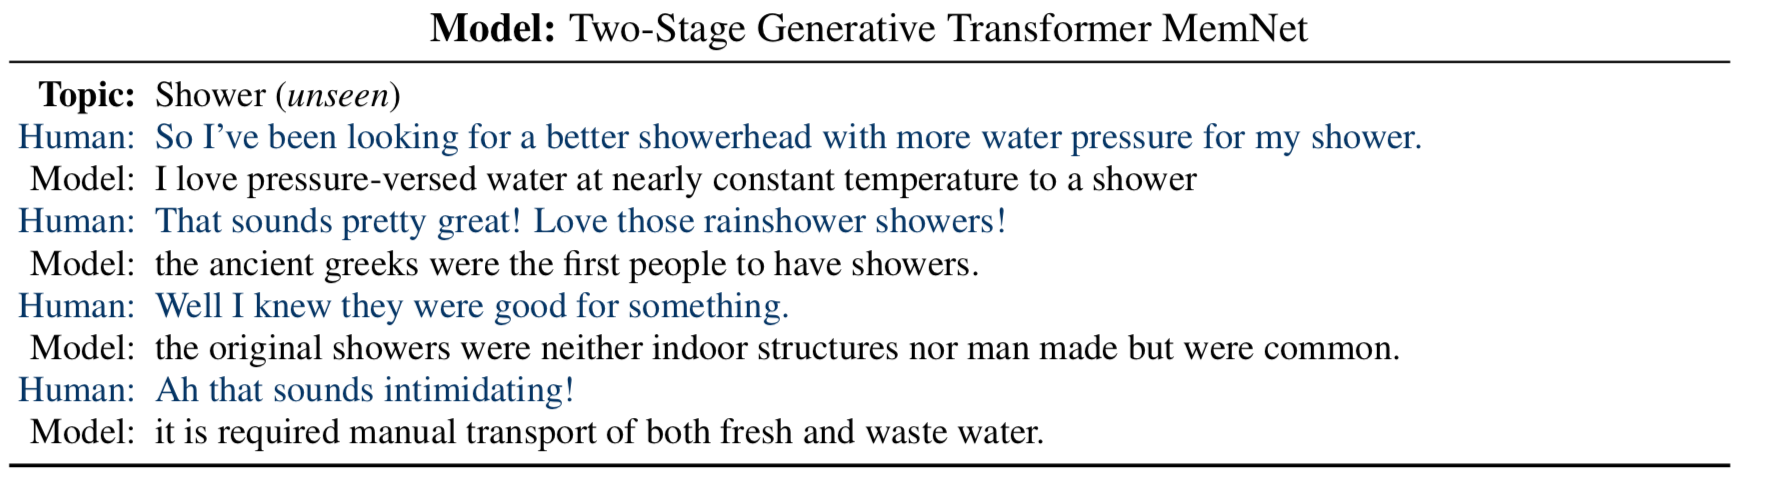 Model: Two-Stage Generative Transformer MemNet
Topic: Shower (unseen)
Human: So I've been looking for a better showerhead with more water pressure for my shower.
Model: I love pressure-versed water at nearly constant temperature to a shower
Human: That sounds pretty great! Love those rainshower showers!
Model: the ancient greeks were the first people to have showers.
Human: Well I knew they were good for something.
Model: the original showers were neither indoor structures nor man made but were common.
Human: Ah that sounds intimidating!
Model: it is required manual transport of both fresh and waste water.